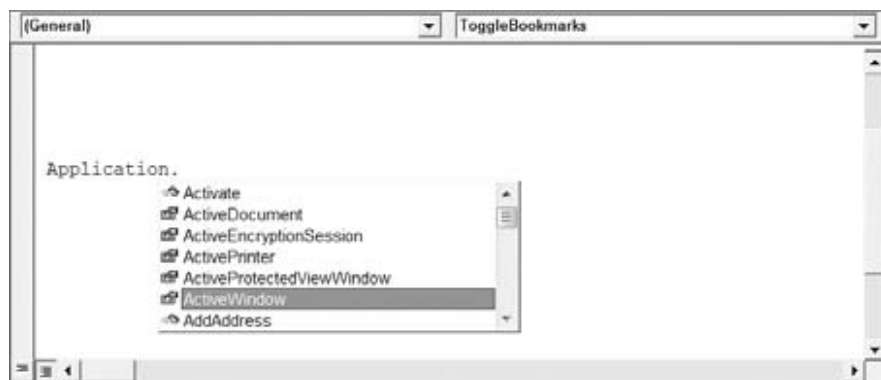 (General) ToggleBookmarks
Application.
Activate
ActiveDocument
ActiveEncryptionSession
ActivePrinter
ActiveProtectedViewWindow
ActiveWindow
AddAddress